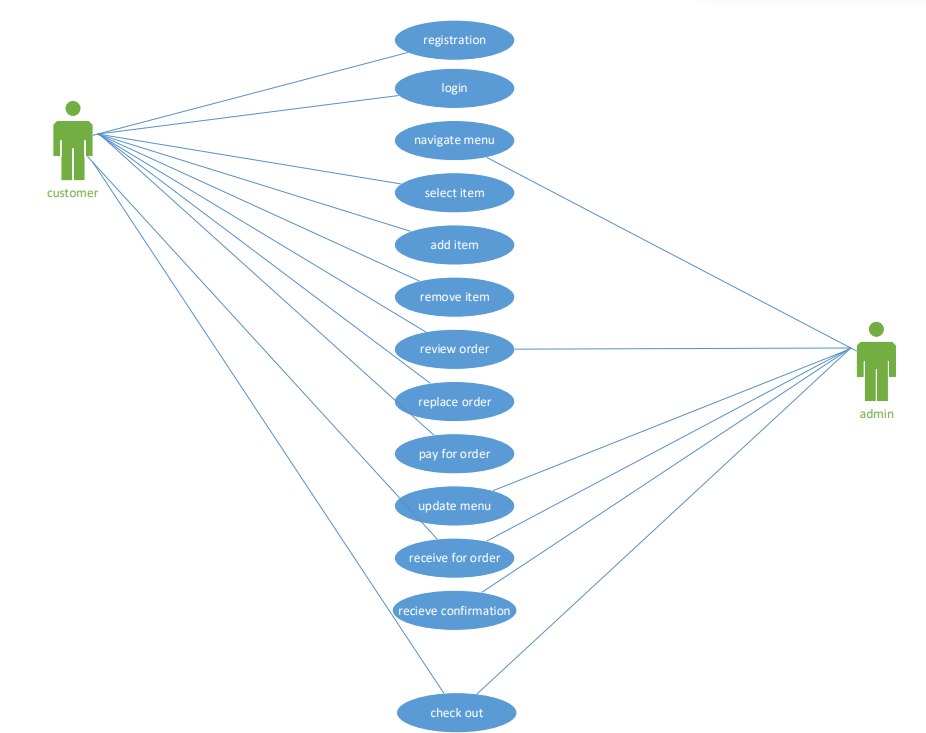 registration
login
navigate menu
select item
customer
add item
remove item
review order
replace order
admin
pay for order
update menu
receive for order
recieve confirmation
check out